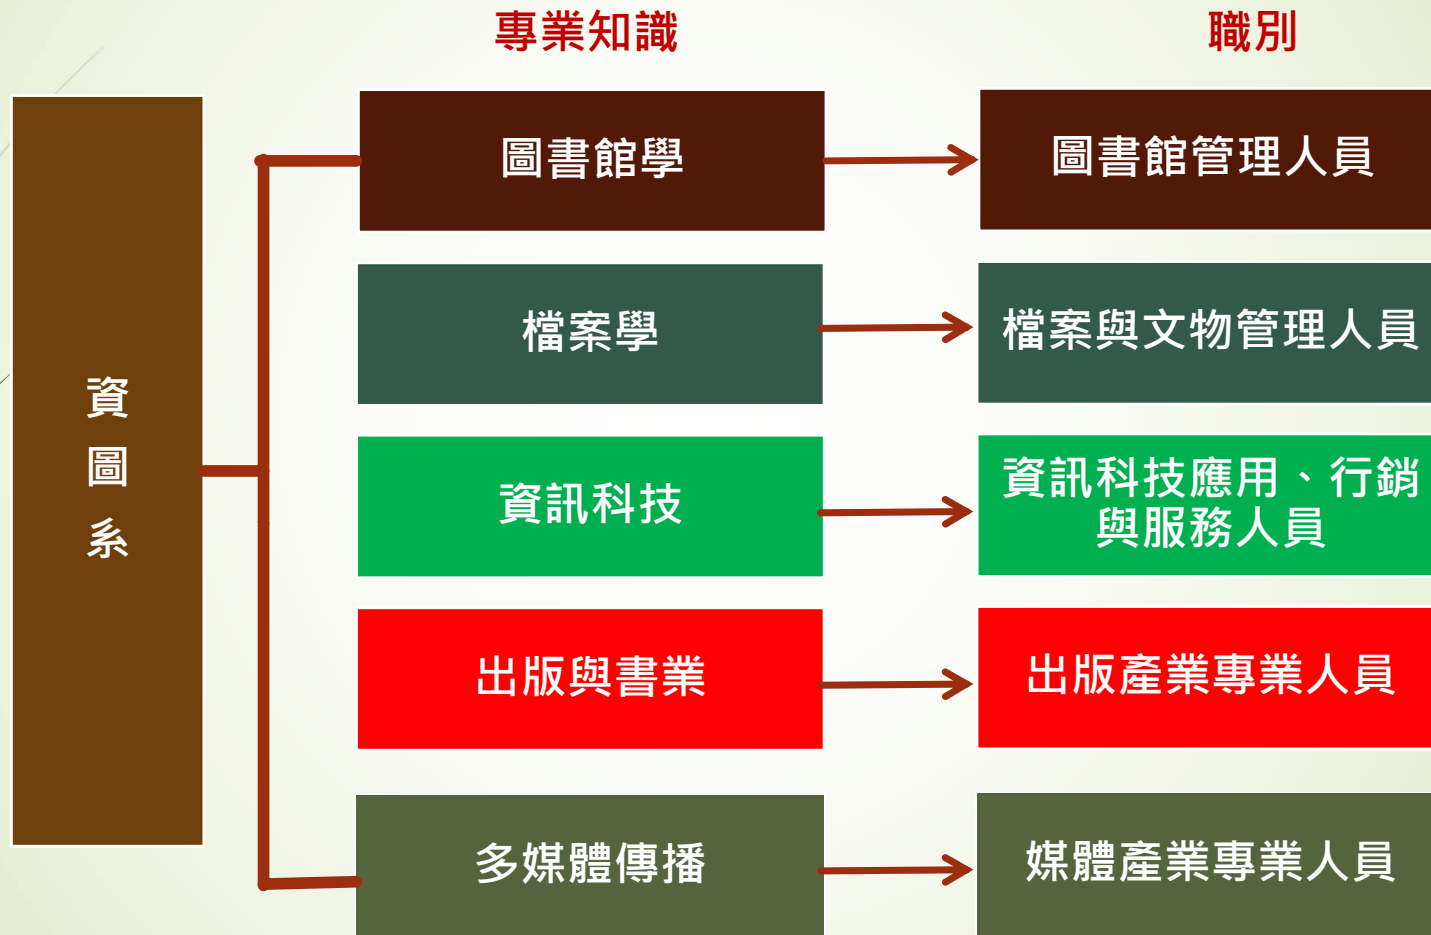 專業知識
職別
資
圖
系
圖書館學
圖書館管理人員
檔案學
檔案與文物管理人員
資訊科技
資訊科技應用、行銷
與服務人員
出版與書業
出版產業專業人員
多媒體傳播
媒體產業專業人員